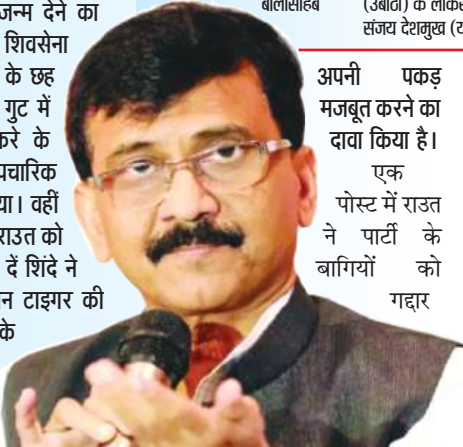 जन्म देने का
शिवसेना
के छह
गुट में
करे के
पचारिक
या। वहीं
राउत को
दें शिंदे ने
न टाइगर की
के
बालासाहेब
(उबाठा) के लोकस
संजय देशमुख (य
अपनी पकड़
मजबूत करने का
दावा किया है।
एक
पोस्ट में राउत
ने पार्टी के
बागियों को
गद्दार